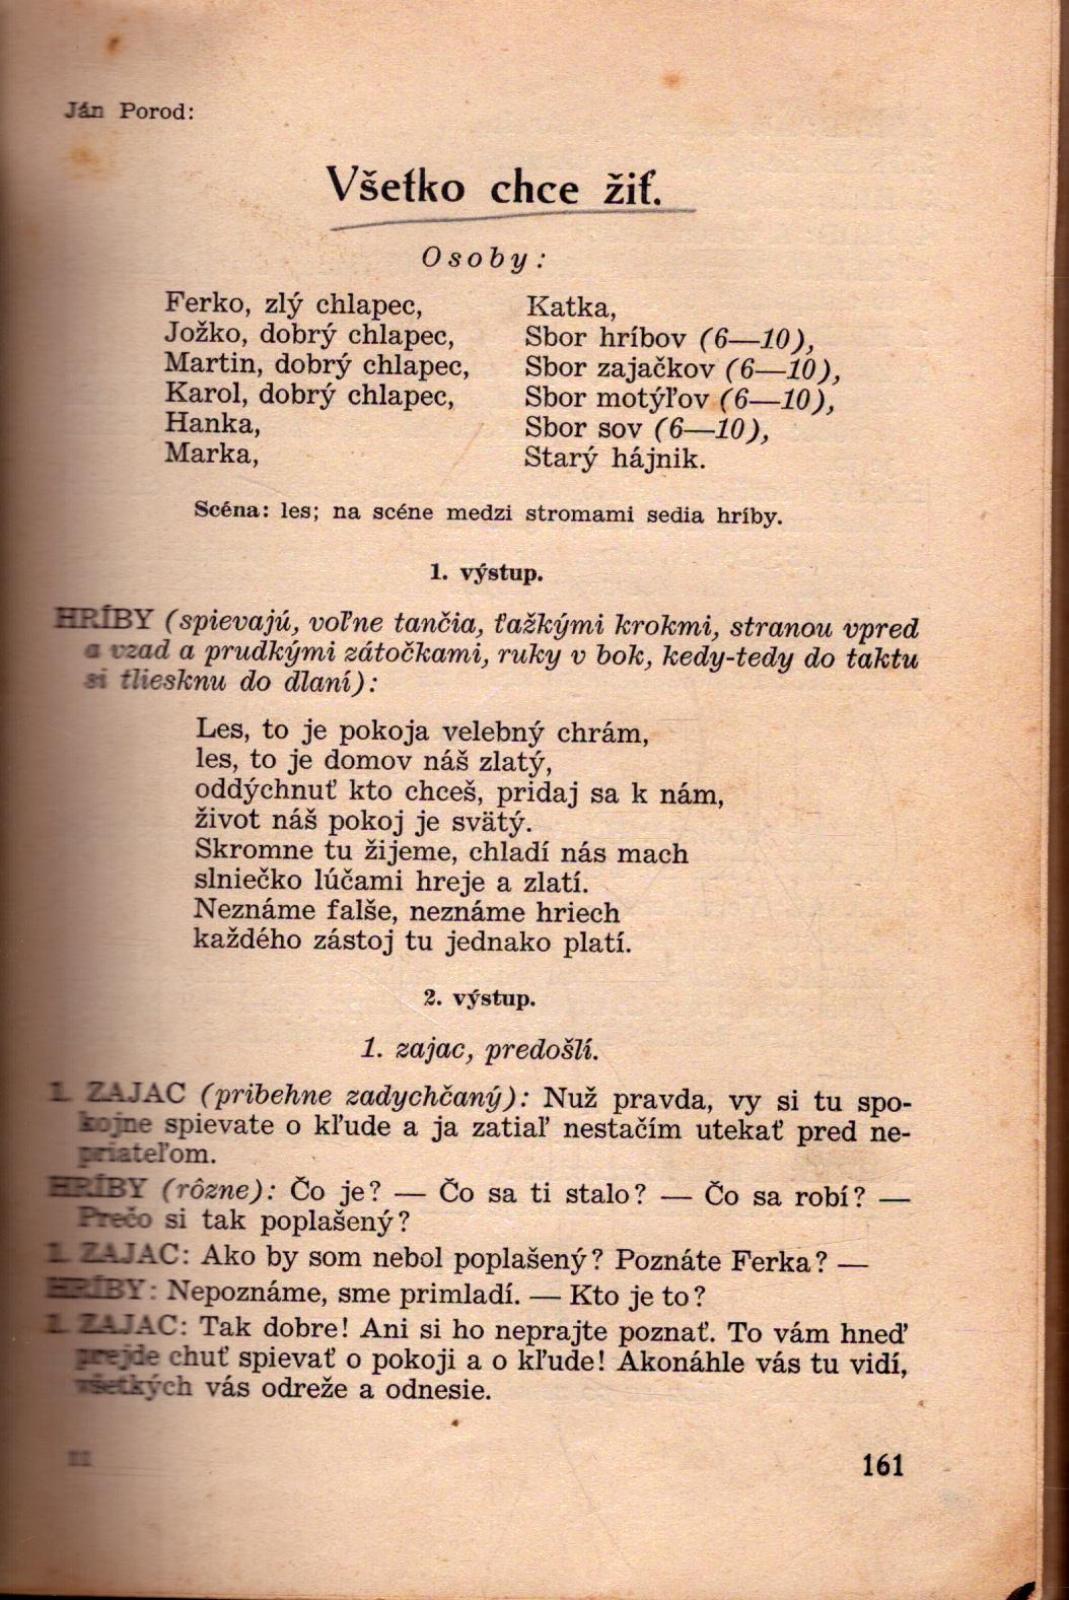 Ján Porod:
Všetko chce žiť.
Osoby:
Ferko, zlý chlapec,
Jožko, dobrý chlapec,
Martin, dobrý chlapec,
Karol, dobrý chlapec,
Hanka,
Marka,
Katka,
Sbor hríbov (6—10),
Sbor zajačkov (6—10),
Sbor motýľov (6—10),
Sbor sov (6—10),
Starý hájnik.
Scéna: les; na scéne medzi stromami sedia hríby.
1. výstup.
HRÍBY (spievajú, voľne tančia, ťažkými krokmi, stranou vpred
a vzad a prudkými zátočkami, ruky v bok, kedy-tedy do taktu
si tliesknu do dlaní):
Les, to je pokoja velebný chrám,
les, to je domov náš zlatý,
oddýchnuť kto chceš, pridaj sa k nám,
život náš pokoj je svätý.
Skromne tu žijeme, chladí nás mach
slniečko lúčami hreje a zlatí.
Neznáme falše, neznáme hriech
každého zástoj tu jednako platí.
2. výstup.
1. zajac, predošlí.
1. ZAJAC (pribehne zadychčaný): Nuž pravda, vy si tu spo-
kojne spievate o kľude a ja zatiaľ nestačím utekať pred ne-
priateľom.
HRÍBY (rôzne): Čo je? — Čo sa ti stalo? — Čo sa robí? —
Prečo si tak poplašený?
1. ZAJAC: Ako by som nebol poplašený? Poznáte Ferka? —
HRÍBY: Nepoznáme, sme primladí. — Kto je to?
1. ZAJAC: Tak dobre! Ani si ho neprajte poznať. To vám hneď
prejde chuť spievať o pokoji a o kľude! Akonáhle vás tu vidí,
všetkých vás odreže a odnesie.
161